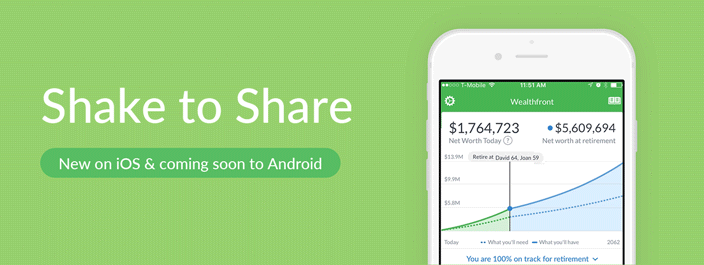 Shake to Share
New on iOS & coming soon to Android
T-Mobile 11:51 AM
Wealthfront
$1,764,723 $5,609,694
Net Worth Today ? Net worth at retirement
$13.9M
Retire at David 64, Joan 59
$9.9M
$5.8M
Today What you'll need What you'll have 2062
You are 100% on track for retirement